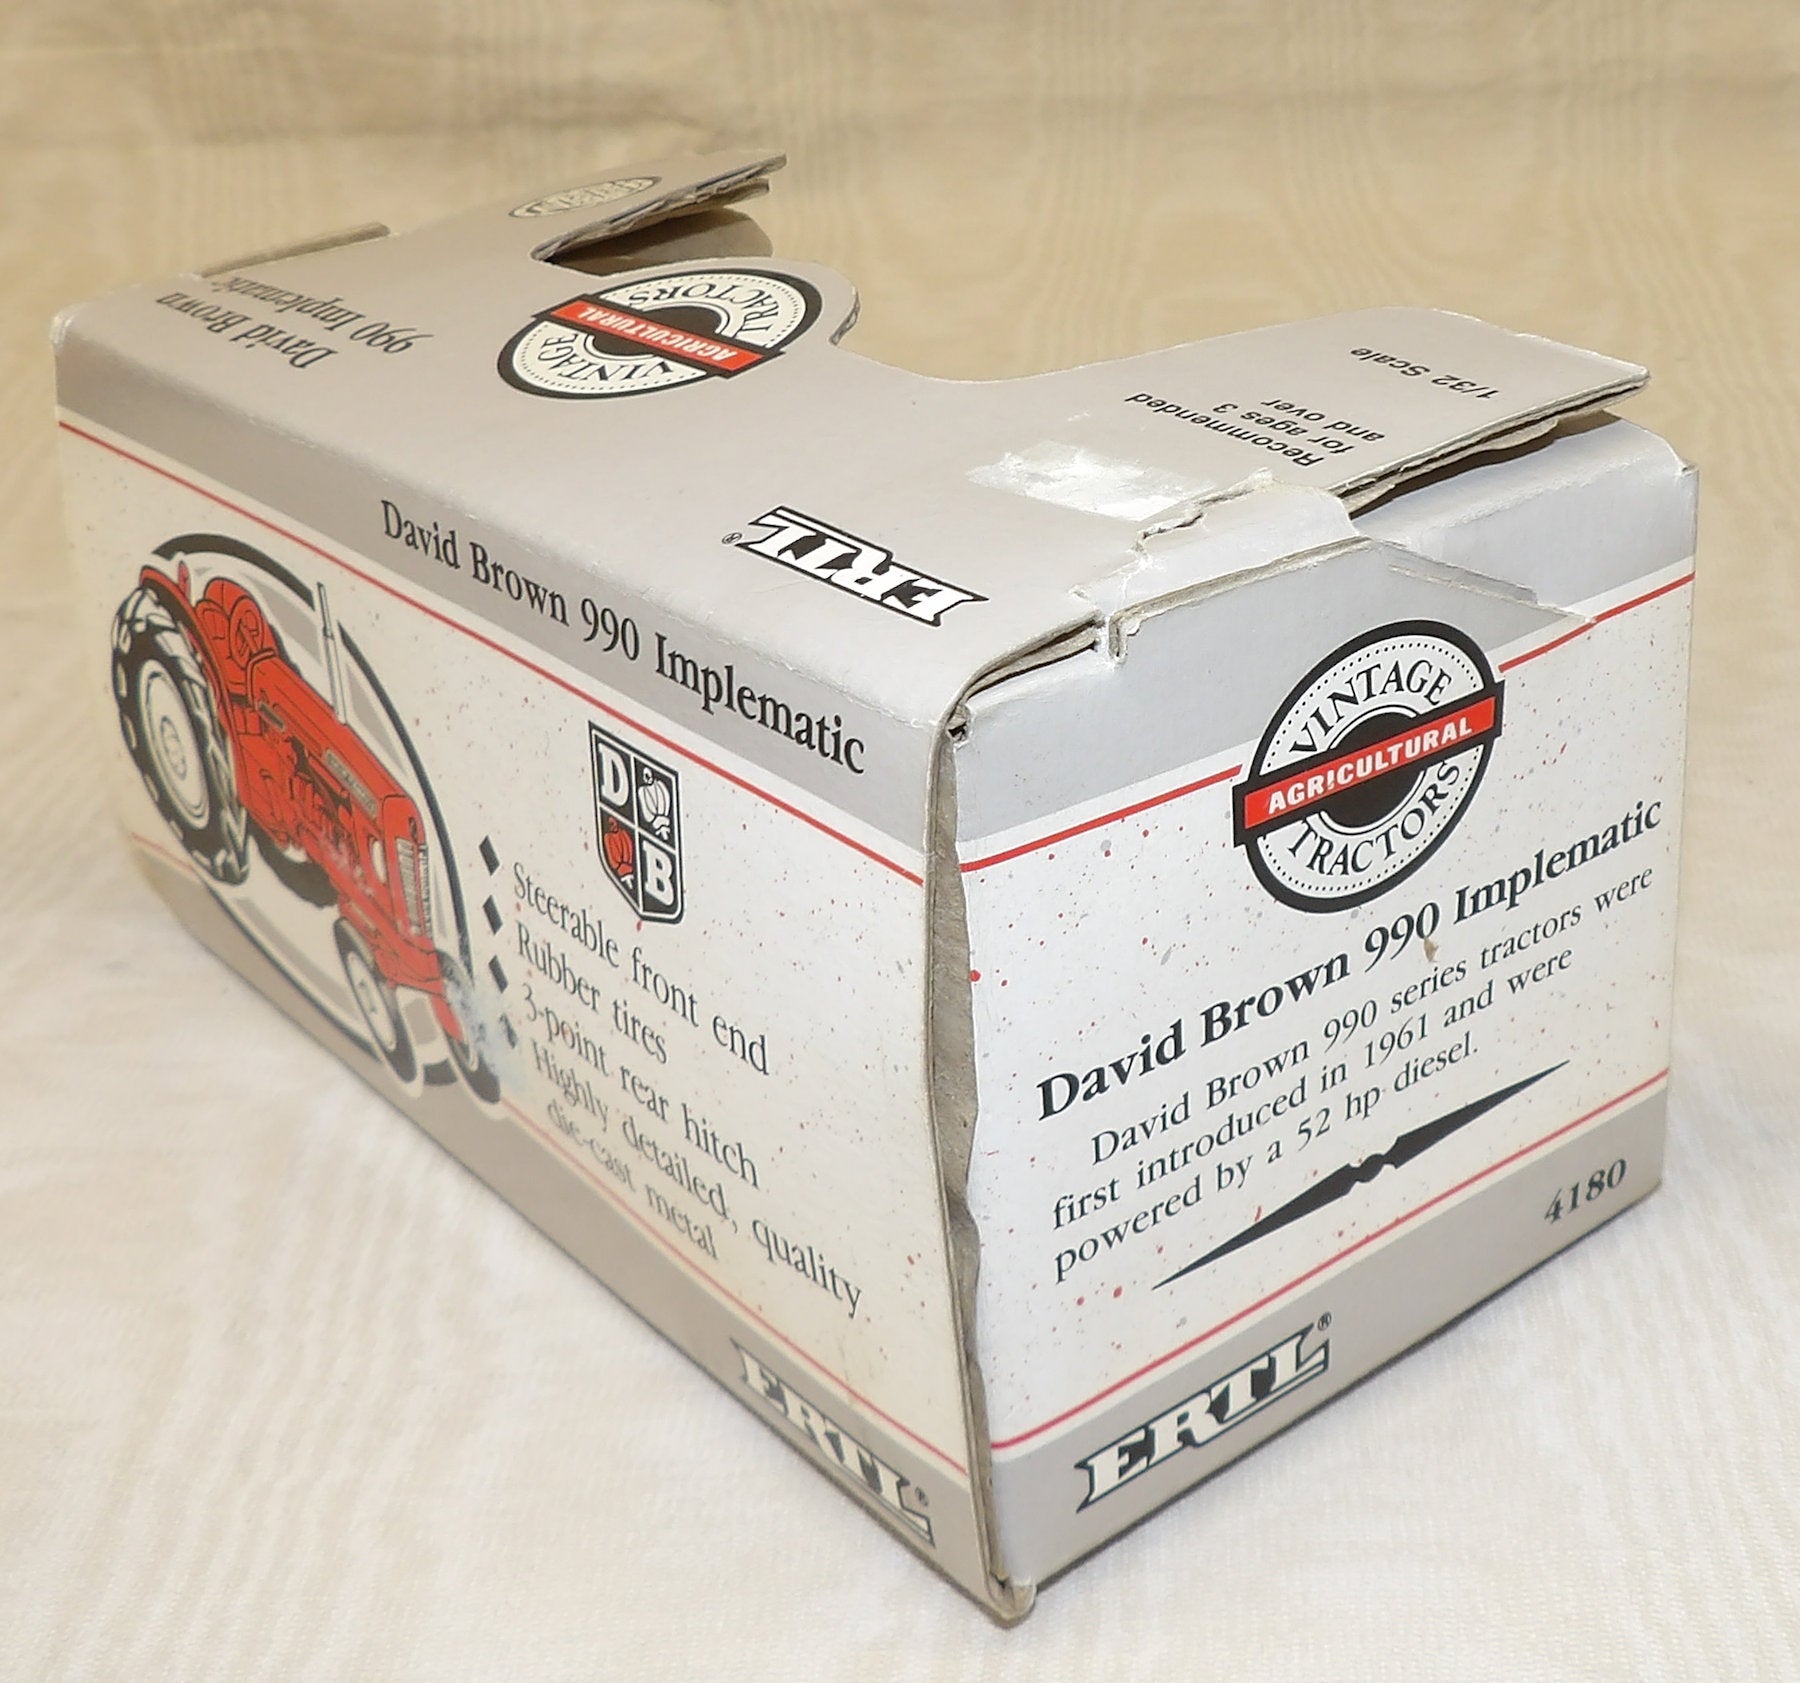 David Brown
990 Implematic
VINTAGE
AGRICULTURAL
TRACTORS
ERTL®
Recommended
for ages 3
and over
1/32 Scale
David Brown 990 Implematic
D
B
Steerable front end
Rubber tires
3-point rear hitch
Highly detailed, quality
die-cast metal
ERTL®
VINTAGE
AGRICULTURAL
TRACTORS
David Brown 990 Implematic
David Brown 990 series tractors were
first introduced in 1961 and were
powered by a 52 hp diesel.
4180
ERTL®